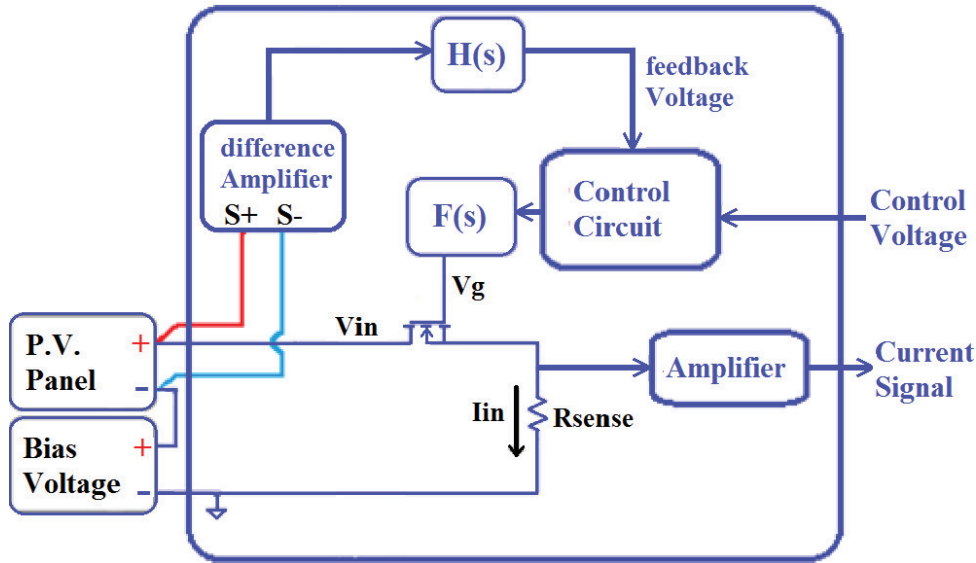 H(s)
feedback
Voltage
difference
Amplifier
S+ S-
F(s)
Control
Circuit
Control
Voltage
Vg
Vin
P.V.
Panel
+
-
Amplifier
Current
Signal
Iin
Rsense
Bias
Voltage
+
-